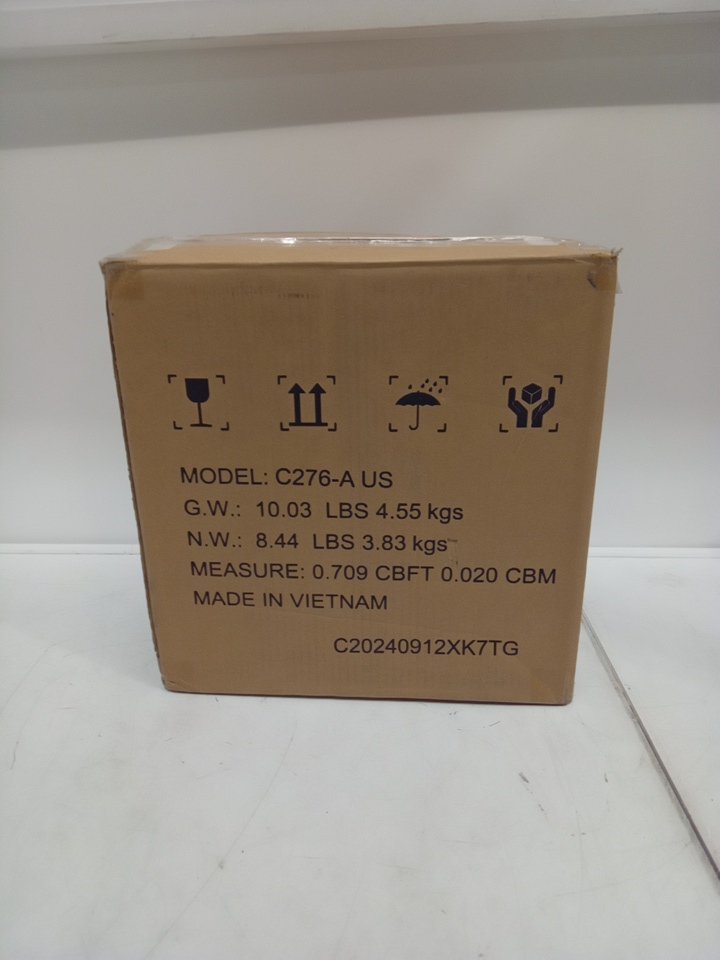 MODEL: C276-A US
G.W.: 10.03 LBS 4.55 kgs
N.W.: 8.44 LBS 3.83 kgs
MEASURE: 0.709 CBFT 0.020 CBM
MADE IN VIETNAM
C20240912XK7TG